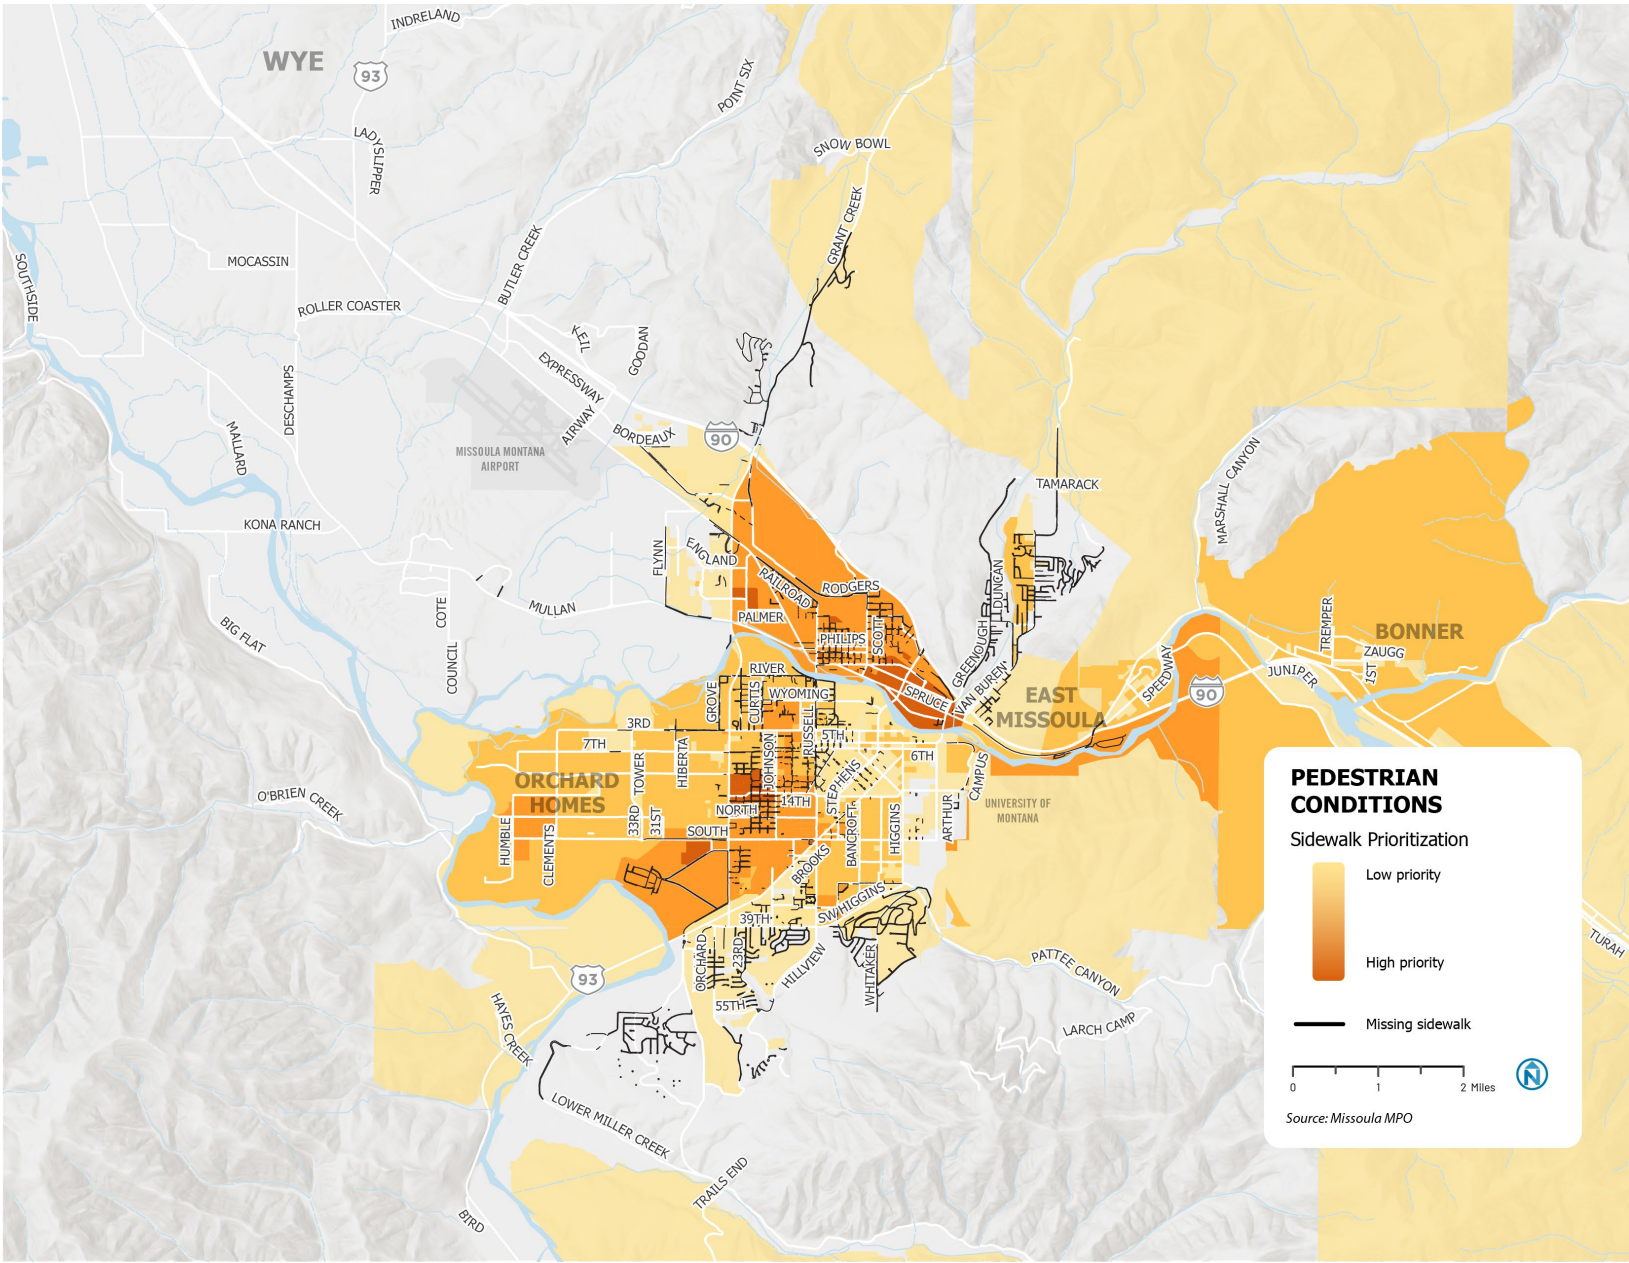 INDRELAND
WYE
93
POINT SIX
LADYSLIPPER
SNOW BOWL
GRANT CREEK
SOUTHSIDE
MOCASSIN
BUTLER CREEK
ROLLER COASTER
KEIL
GOODAN
EXPRESSWAY
DESCHAMPS
AIRWAY
BORDEAUX
90
MALLARD
MISSOULA MONTANA
AIRPORT
MARSHALL CANYON
TAMARACK
KONA RANCH
FLYNN
ENGLAND
RAILROAD
RODGERS
DUNCAN
COTE
MULLAN
PALMER
PHILIPS
SCOTT
GREENOUGH
BIG FLAT
COUNCIL
TREMPER
BONNER
ZAUGG
1ST
JUNIPER
SPEEDWAY
90
RIVER
GROVE
CURTIS
WYOMING
SPRUCE
VAN BUREN
EAST
MISSOULA
3RD
7TH
RUSSELL
5TH
6TH
JOHNSON
HIBERTA
TOWER
ORCHARD
HOMES
STEPHENS
CAMPUS
O'BRIEN CREEK
NORTH
14TH
UNIVERSITY OF
MONTANA
33RD
31ST
SOUTH
HUMBLE
CLEMENTS
BANCROFT
HIGGINS
ARTHUR
BROOKS
39TH
SW HIGGINS
ORCHARD
23RD
HILLVIEW
WHITAKER
PATTEE CANYON
TURAH
93
55TH
HAYES CREEK
LARCH CAMP
LOWER MILLER CREEK
TRAILS END
BIRD
PEDESTRIAN
CONDITIONS
Sidewalk Prioritization
Low priority
High priority
Missing sidewalk
0 1 2 Miles
N
Source: Missoula MPO